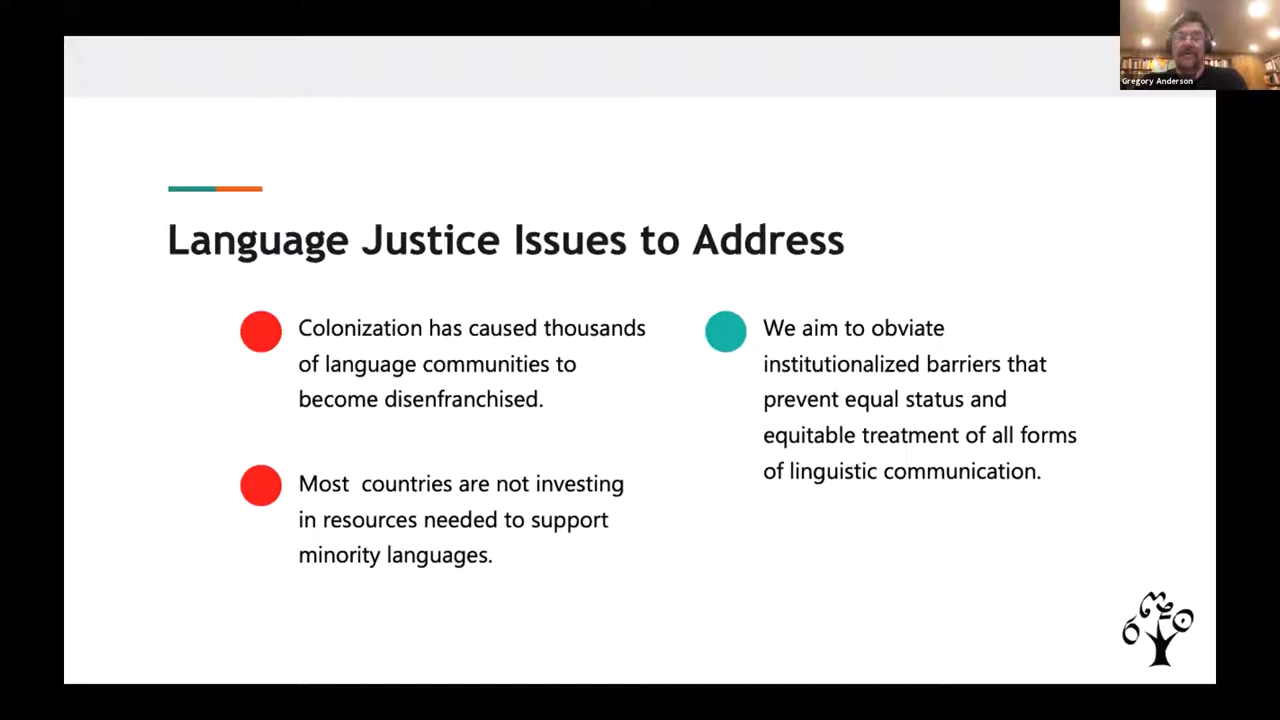 Gregory Anderson
Language Justice Issues to Address
Colonization has caused thousands
of language communities to
become disenfranchised.
Most  countries are not investing
in resources needed to support
minority languages.
We aim to obviate
institutionalized barriers that
prevent equal status and
equitable treatment of all forms
of linguistic communication.